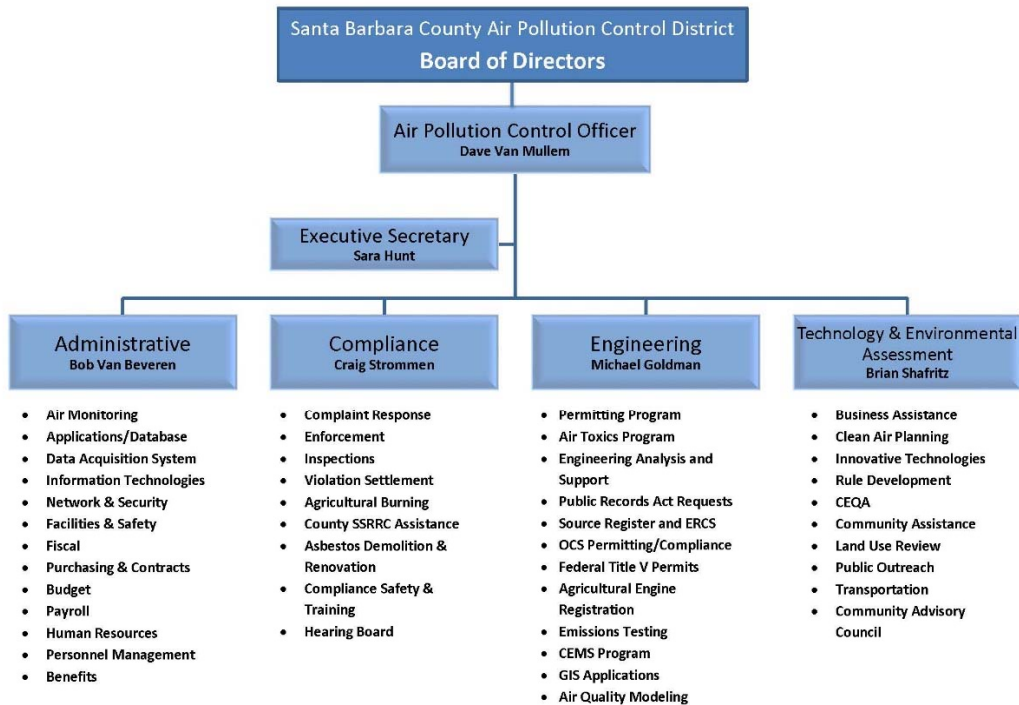 Santa Barbara County Air Pollution Control District
Board of Directors
Air Pollution Control Officer
Dave Van Mullem
Executive Secretary
Sara Hunt
Administrative
Bob Van Beveren
• Air Monitoring
• Applications/Database
• Data Acquisition System
• Information Technologies
• Network & Security
• Facilities & Safety
• Fiscal
• Purchasing & Contracts
• Budget
• Payroll
• Human Resources
• Personnel Management
• Benefits
Compliance
Craig Strommen
• Complaint Response
• Enforcement
• Inspections
• Violation Settlement
• Agricultural Burning
• County SSRRC Assistance
• Asbestos Demolition &
Renovation
• Compliance Safety &
Training
• Hearing Board
Engineering
Michael Goldman
• Permitting Program
• Air Toxics Program
• Engineering Analysis and
Support
• Public Records Act Requests
• Source Register and ERCS
• OCS Permitting/Compliance
• Federal Title V Permits
• Agricultural Engine
Registration
• Emissions Testing
• CEMS Program
• GIS Applications
• Air Quality Modeling
Technology & Environmental
Assessment
Brian Shafritz
• Business Assistance
• Clean Air Planning
• Innovative Technologies
• Rule Development
• CEQA
• Community Assistance
• Land Use Review
• Public Outreach
• Transportation
• Community Advisory
Council